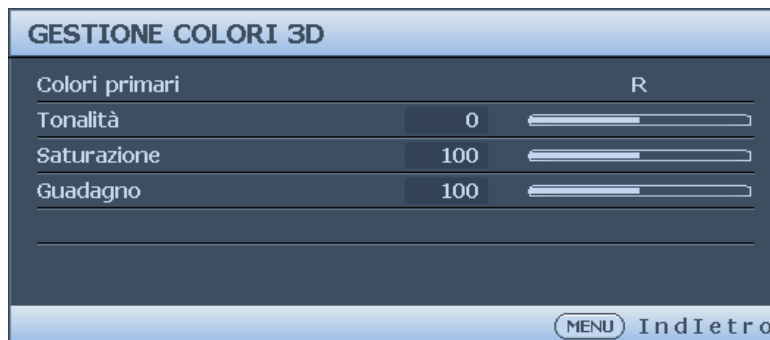 GESTIONE COLORI 3D
Colori primari R
Tonalità 0
Saturazione 100
Guadagno 100
MENU IndIetro